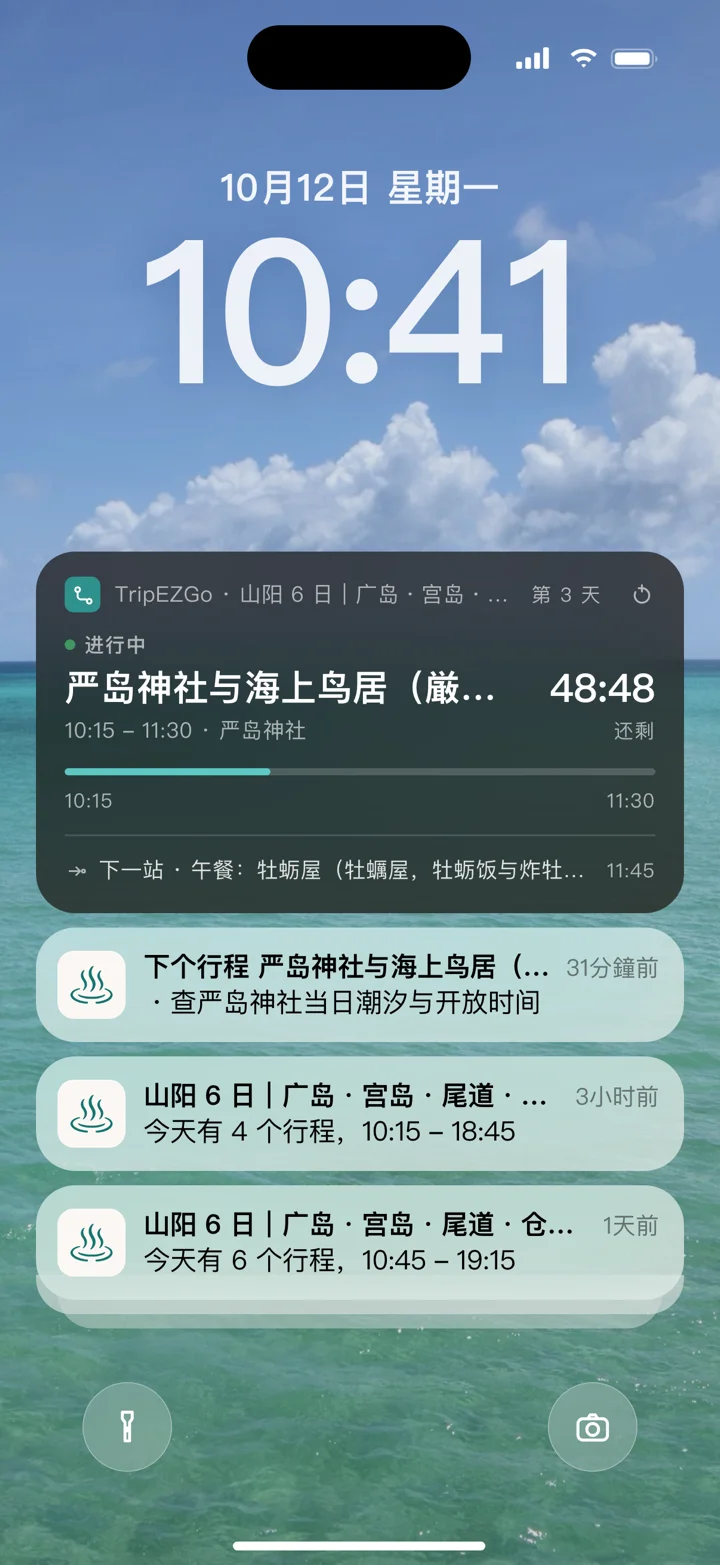 10月12日 星期一
10:41
TripEZGo · 山阳 6 日 | 广岛 · 宫岛 · ... 第 3 天
进行中
严岛神社与海上鸟居（厳... 48:48
10:15 – 11:30 · 严岛神社 还剩
10:15 11:30
下一站 · 午餐：牡蛎屋（牡蠣屋，牡蛎饭与炸牡... 11:45
下个行程 严岛神社与海上鸟居（... 31分鐘前
· 查严岛神社当日潮汐与开放时间
山阳 6 日 | 广岛 · 宫岛 · 尾道 · ... 3小时前
今天有 4 个行程，10:15 – 18:45
山阳 6 日 | 广岛 · 宫岛 · 尾道 · 仓... 1天前
今天有 6 个行程，10:45 – 19:15